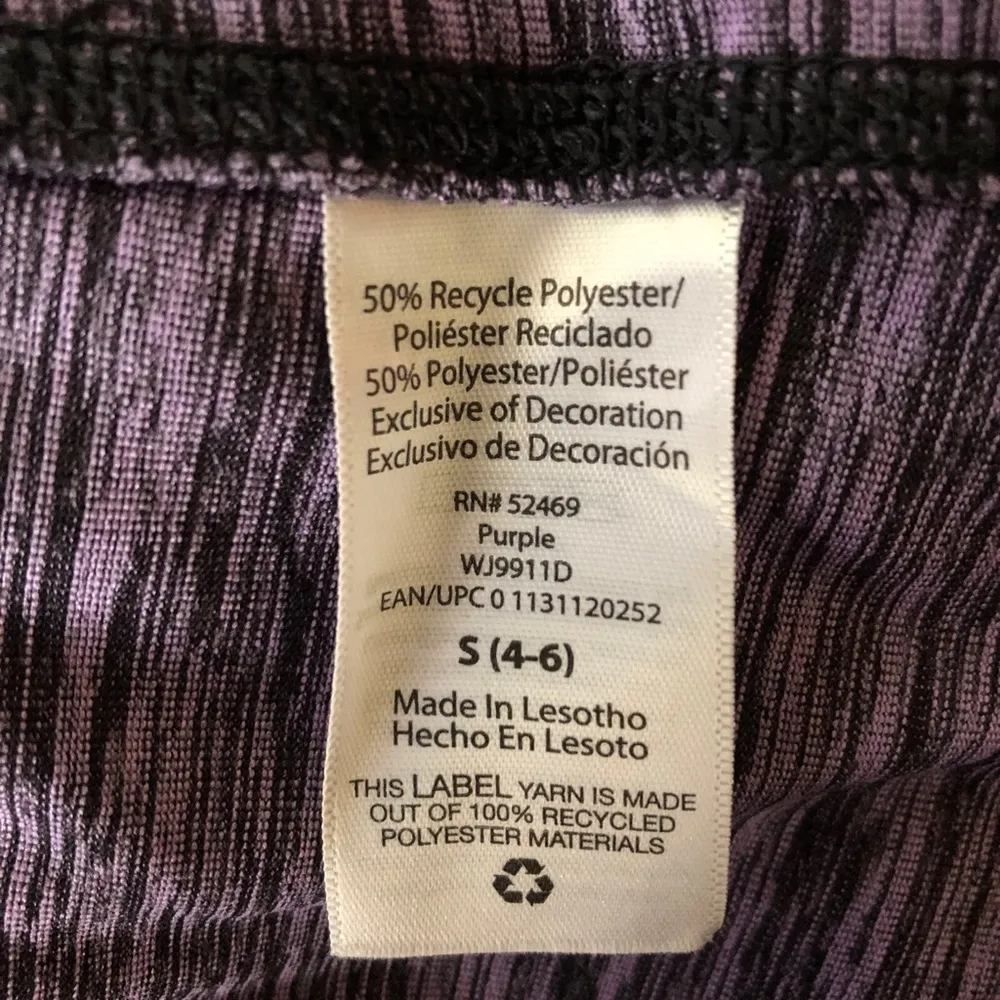 50% Recycle Polyester/
Poliéster Reciclado
50% Polyester/Poliéster
Exclusive of Decoration
Exclusivo de Decoración
RN# 52469
Purple
WJ9911D
EAN/UPC 0 1131120252
S (4-6)
Made In Lesotho
Hecho En Lesoto
THIS LABEL YARN IS MADE
OUT OF 100% RECYCLED
POLYESTER MATERIALS